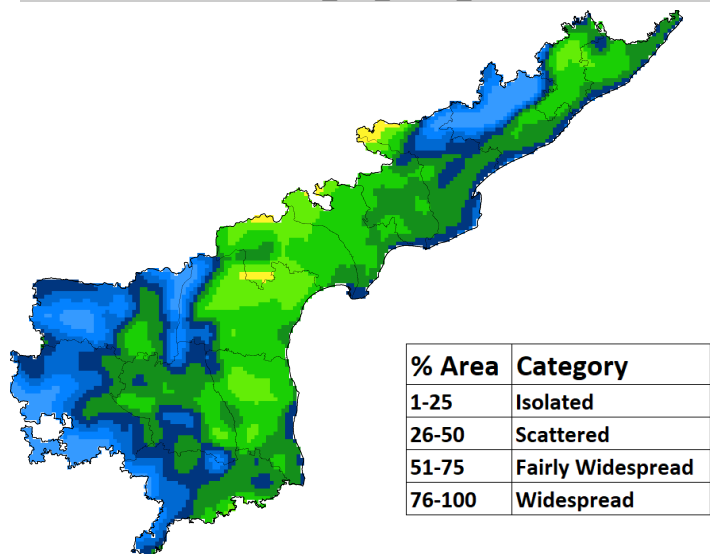 % Area Category
1-25 Isolated
26-50 Scattered
51-75 Fairly Widespread
76-100 Widespread